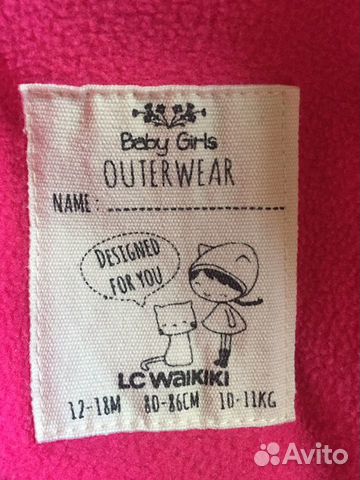 Baby Girls
OUTERWEAR
NAME:
DESIGNED
FOR YOU
LC WAIKIKI
12-18M 80-86CM 10-11KG
Avito